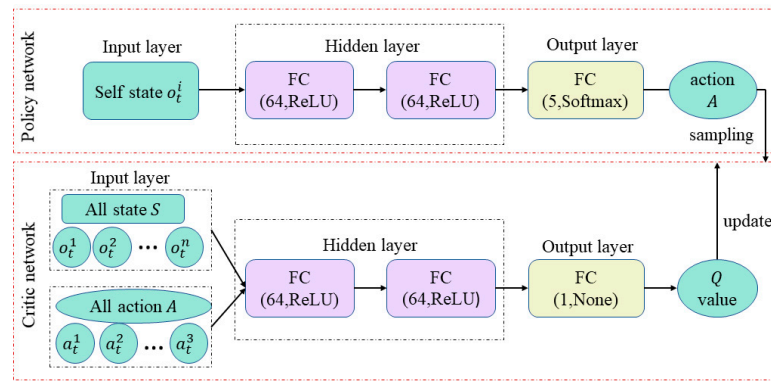 Policy network
Input layer
Hidden layer
Output layer
Self state $o_t^i$
FC
(64,ReLU)
FC
(64,ReLU)
FC
(5,Softmax)
action
A
sampling
Critic network
Input layer
All state S
$o_t^1$ $o_t^2$ ... $o_t^n$
All action A
$a_t^1$ $a_t^2$ ... $a_t^3$
Hidden layer
FC
(64,ReLU)
FC
(64,ReLU)
Output layer
FC
(1,None)
update
Q
value